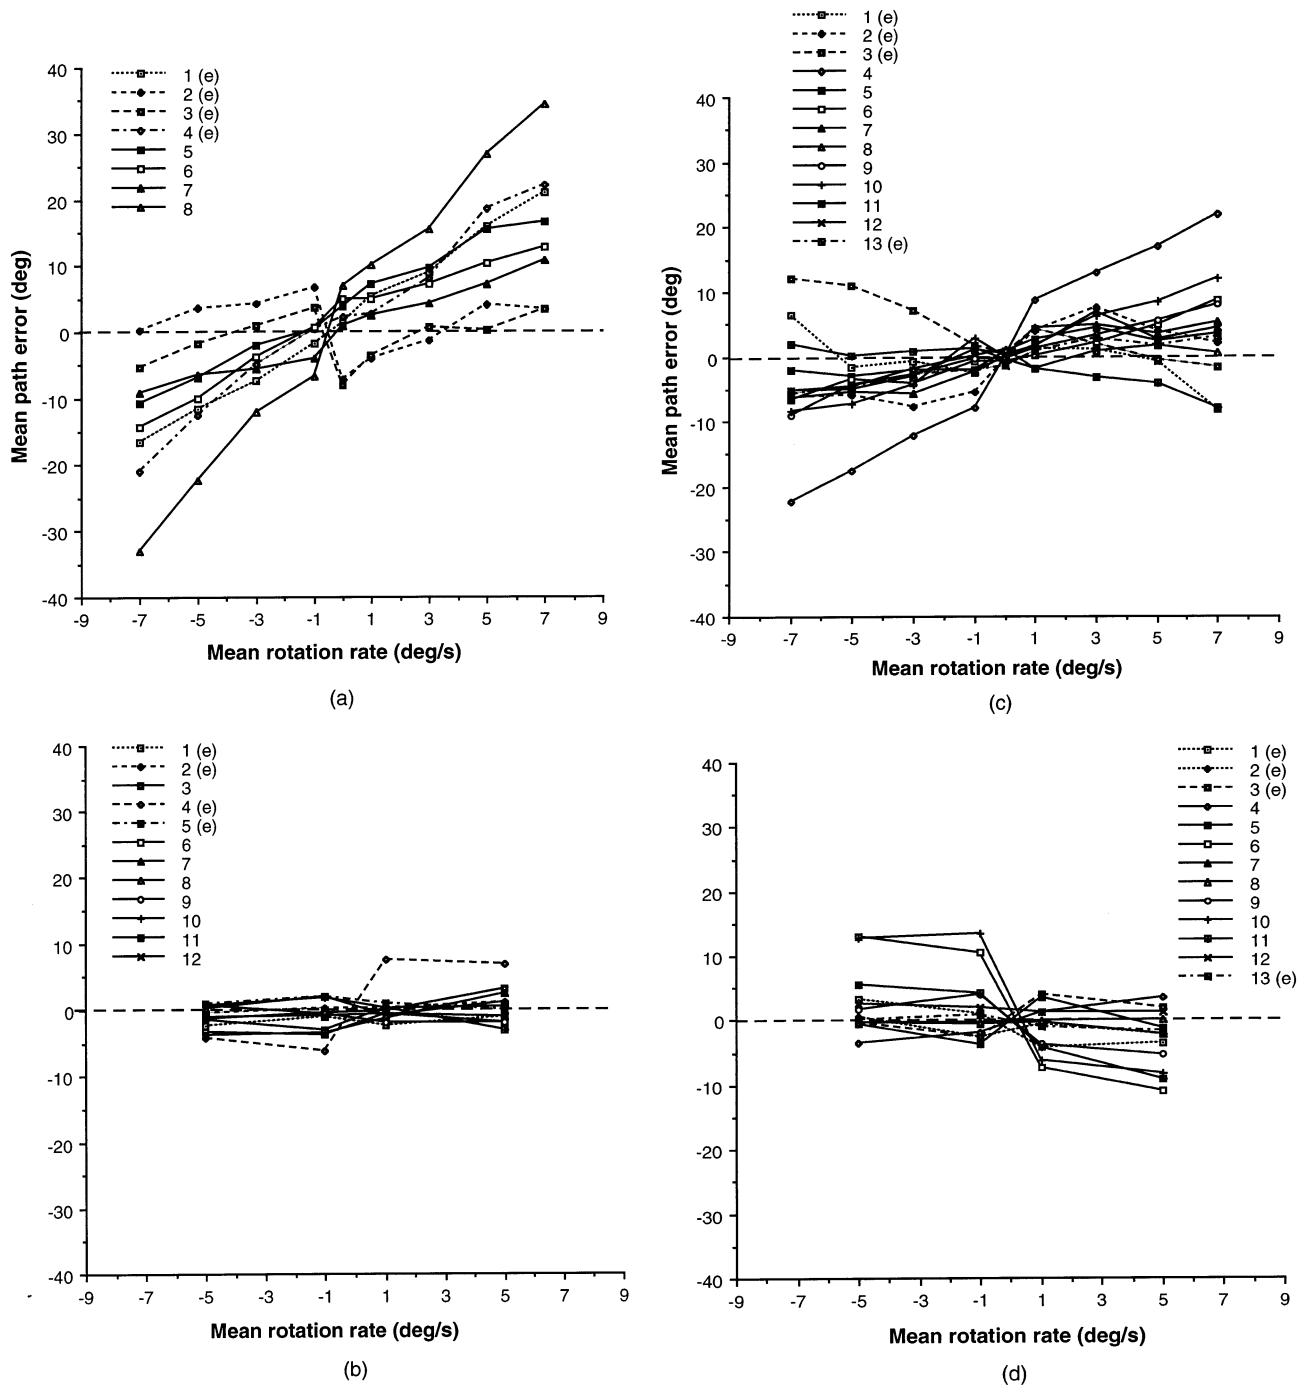 40
30
20
10
0
-10
-20
-30
-40
Mean path error (deg)
1 (e)
2 (e)
3 (e)
4 (e)
5
6
7
8
-9 -7 -5 -3 -1 1 3 5 7 9
Mean rotation rate (deg/s)
(a)
1 (e)
2 (e)
3 (e)
4
5
6
7
8
9
10
11
12
13 (e)
40
30
20
10
0
-10
-20
-30
-40
Mean path error (deg)
-9 -7 -5 -3 -1 1 3 5 7 9
Mean rotation rate (deg/s)
(c)
40
30
20
10
0
-10
-20
-30
-40
1 (e)
2 (e)
3
4 (e)
5 (e)
6
7
8
9
10
11
12
-9 -7 -5 -3 -1 1 3 5 7 9
Mean rotation rate (deg/s)
(b)
40
30
20
10
0
-10
-20
-30
-40
1 (e)
2 (e)
3 (e)
4
5
6
7
8
9
10
11
12
13 (e)
-9 -7 -5 -3 -1 1 3 5 7 9
Mean rotation rate (deg/s)
(d)